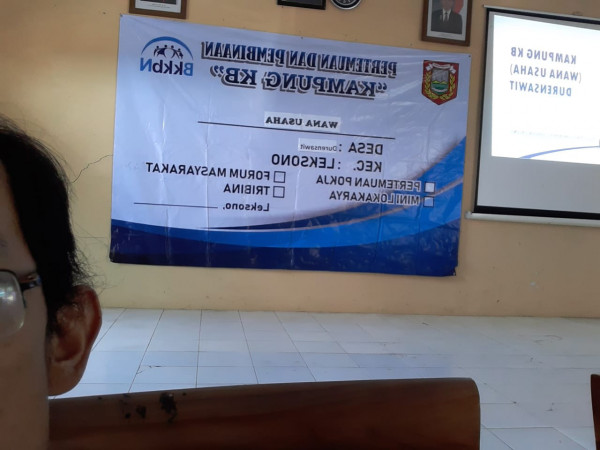 PERTEMUAN DAN PEMBINAAN
"KAMPUNG KB"
BKKbN
WANA USAHA
DESA : Durensawit
KEC. : LEKSONO
PERTEMUAN POKJA
MINI LOKAKARYA
FORUM MASYARAKAT
TRIBINA
Leksono,
KAMPUNG KB
(WANA USAHA)
DURENSAWIT